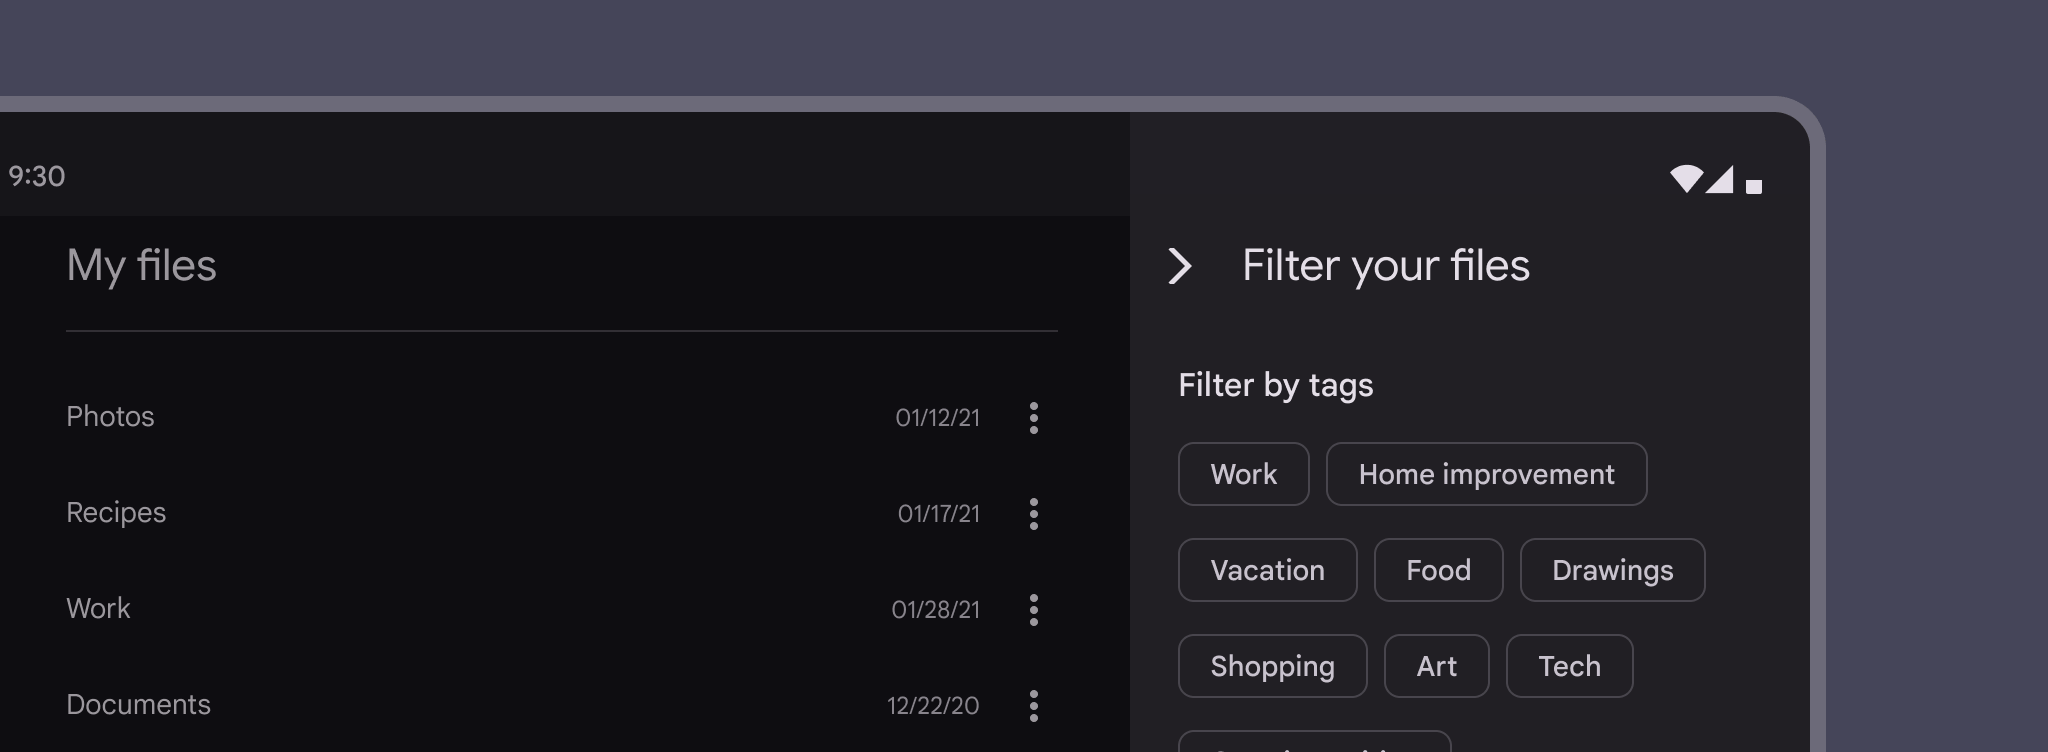 9:30
My files
Photos
01/12/21
Recipes
01/17/21
Work
01/28/21
Documents
12/22/20
Filter your files
Filter by tags
Work
Home improvement
Vacation
Food
Drawings
Shopping
Art
Tech